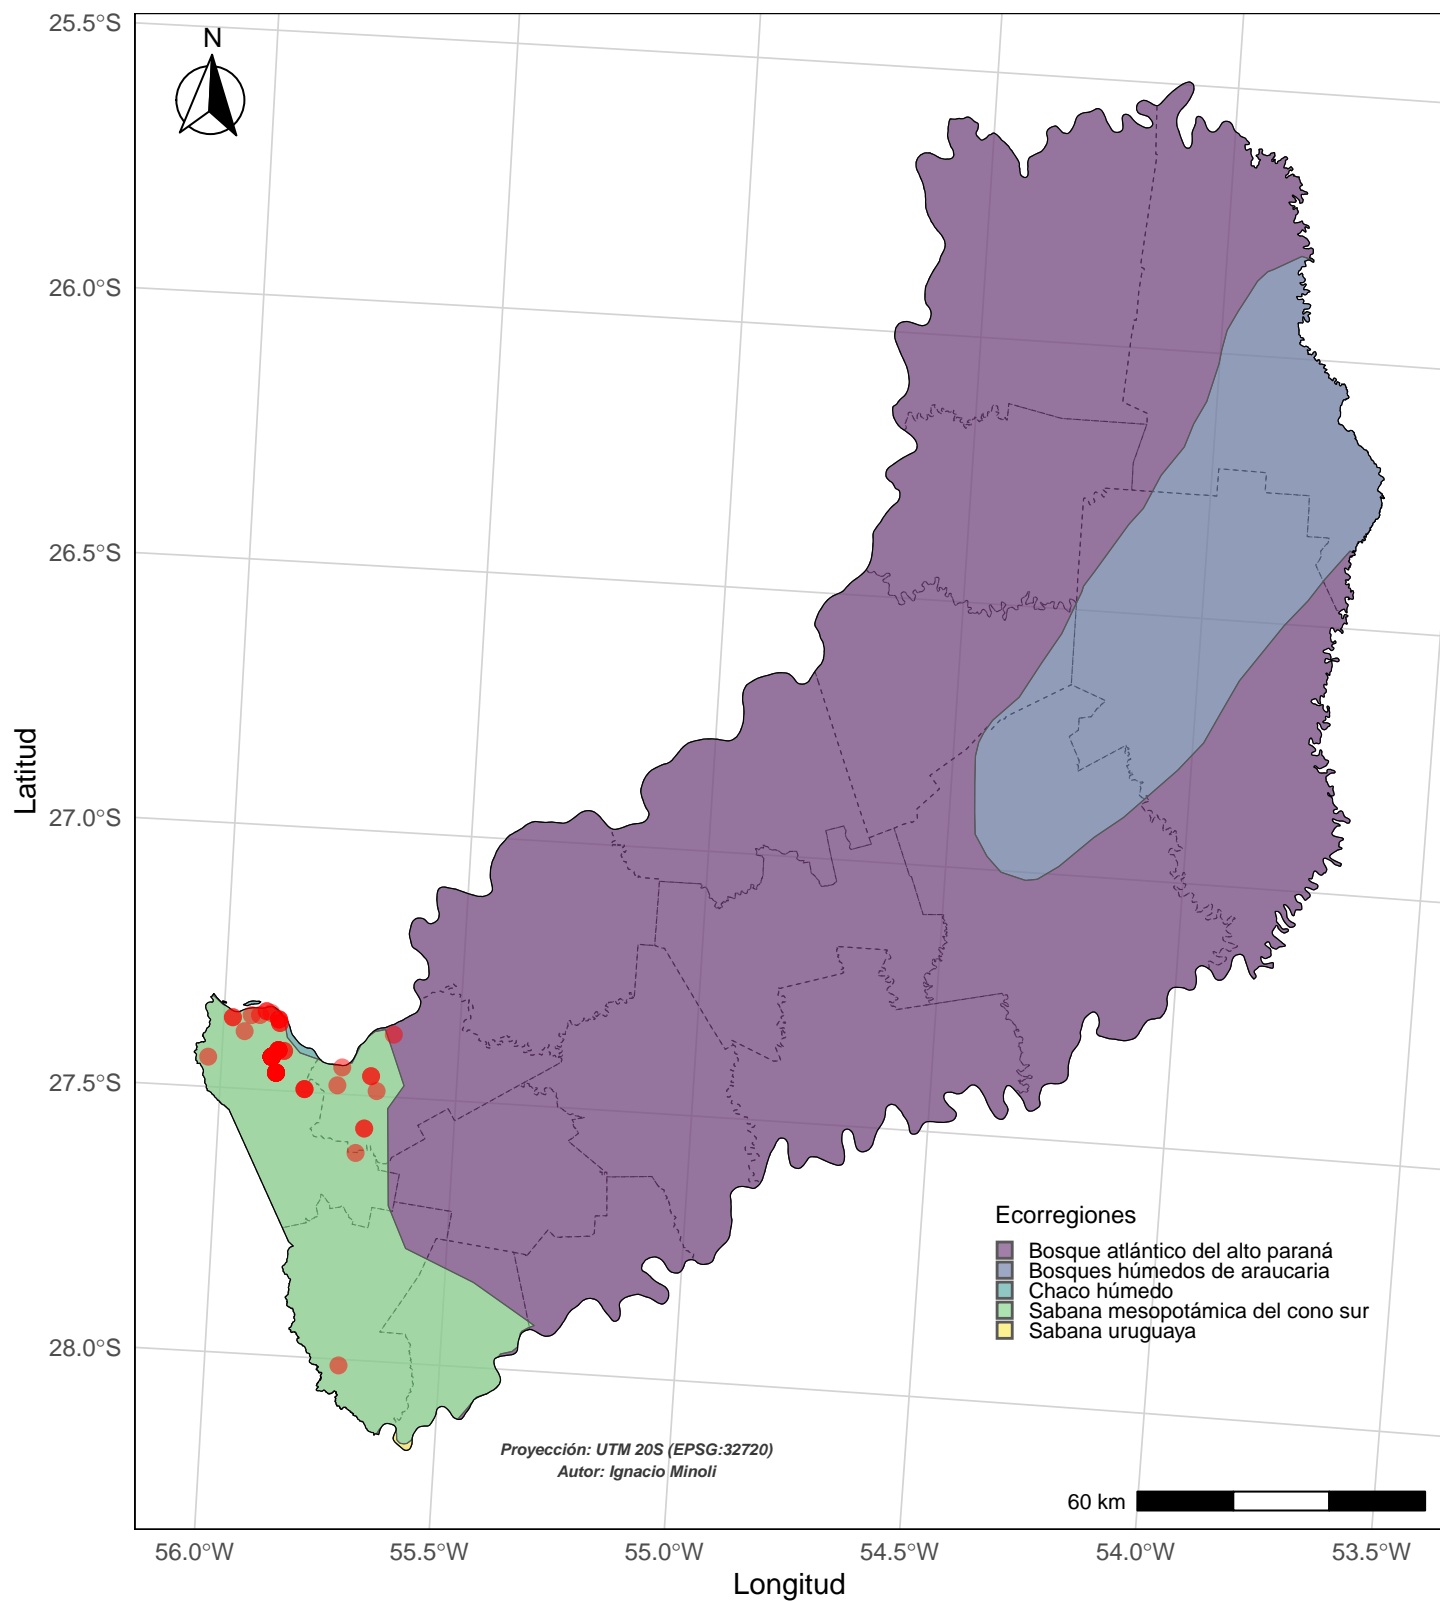 N
25.5°S
26.0°S
26.5°S
27.0°S
27.5°S
28.0°S
Latitud
Ecorregiones
Bosque atlántico del alto paraná
Bosques húmedos de araucaria
Chaco húmedo
Sabana mesopotámica del cono sur
Sabana uruguaya
Proyección: UTM 20S (EPSG:32720)
Autor: Ignacio Minoli
60 km
56.0°W
55.5°W
55.0°W
54.5°W
54.0°W
53.5°W
Longitud